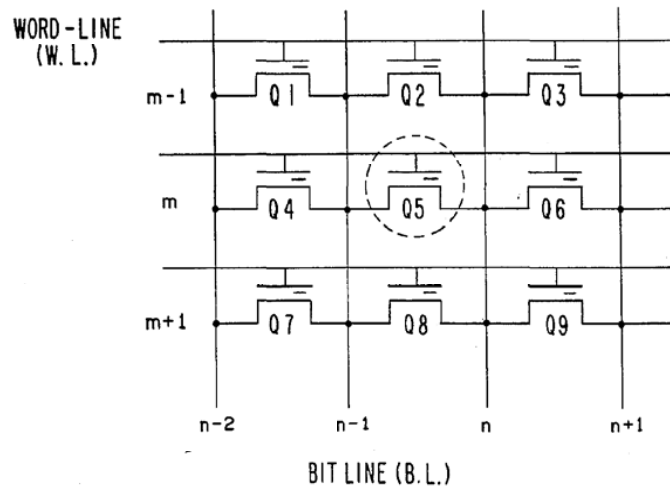 WORD-LINE
(W. L.)
m-1 Q1 Q2 Q3
m Q4 Q5 Q6
m+1 Q7 Q8 Q9
n-2 n-1 n n+1
BIT LINE (B.L.)